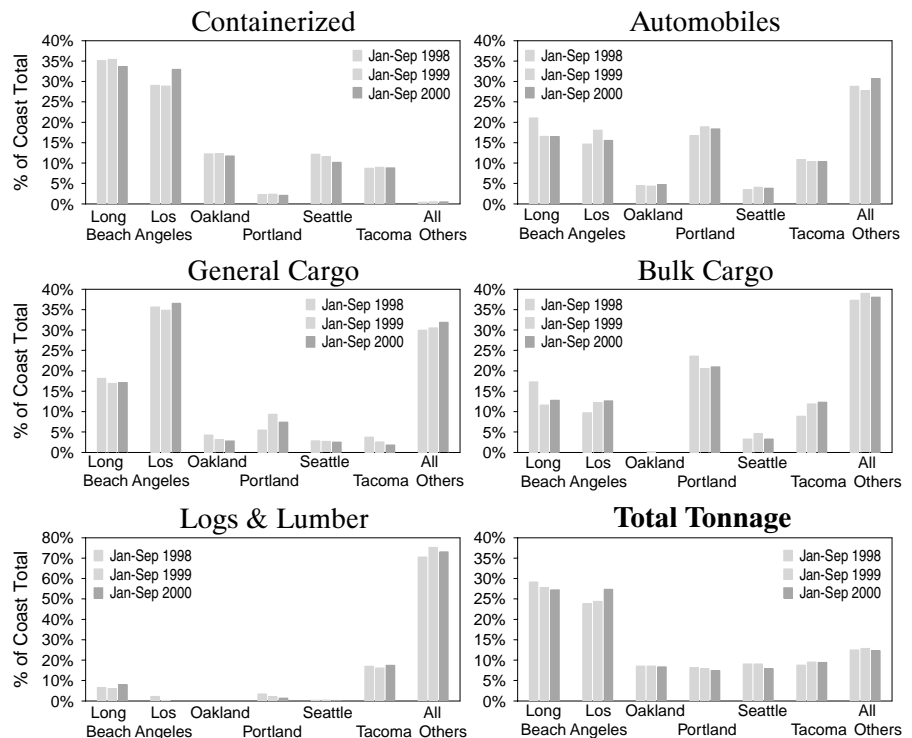 Containerized
% of Coast Total
40%
35%
30%
25%
20%
15%
10%
5%
0%
Jan-Sep 1998
Jan-Sep 1999
Jan-Sep 2000
Long Los Oakland Seattle All
Beach Angeles Portland Tacoma Others
Automobiles
40%
35%
30%
25%
20%
15%
10%
5%
0%
Jan-Sep 1998
Jan-Sep 1999
Jan-Sep 2000
Long Los Oakland Seattle All
Beach Angeles Portland Tacoma Others
General Cargo
% of Coast Total
40%
35%
30%
25%
20%
15%
10%
5%
0%
Jan-Sep 1998
Jan-Sep 1999
Jan-Sep 2000
Long Los Oakland Seattle All
Beach Angeles Portland Tacoma Others
Bulk Cargo
40%
35%
30%
25%
20%
15%
10%
5%
0%
Jan-Sep 1998
Jan-Sep 1999
Jan-Sep 2000
Long Los Oakland Seattle All
Beach Angeles Portland Tacoma Others
Logs & Lumber
% of Coast Total
80%
70%
60%
50%
40%
30%
20%
10%
0%
Jan-Sep 1998
Jan-Sep 1999
Jan-Sep 2000
Long Los Oakland Seattle All
Beach Angeles Portland Tacoma Others
Total Tonnage
40%
35%
30%
25%
20%
15%
10%
5%
0%
Jan-Sep 1998
Jan-Sep 1999
Jan-Sep 2000
Long Los Oakland Seattle All
Beach Angeles Portland Tacoma Others